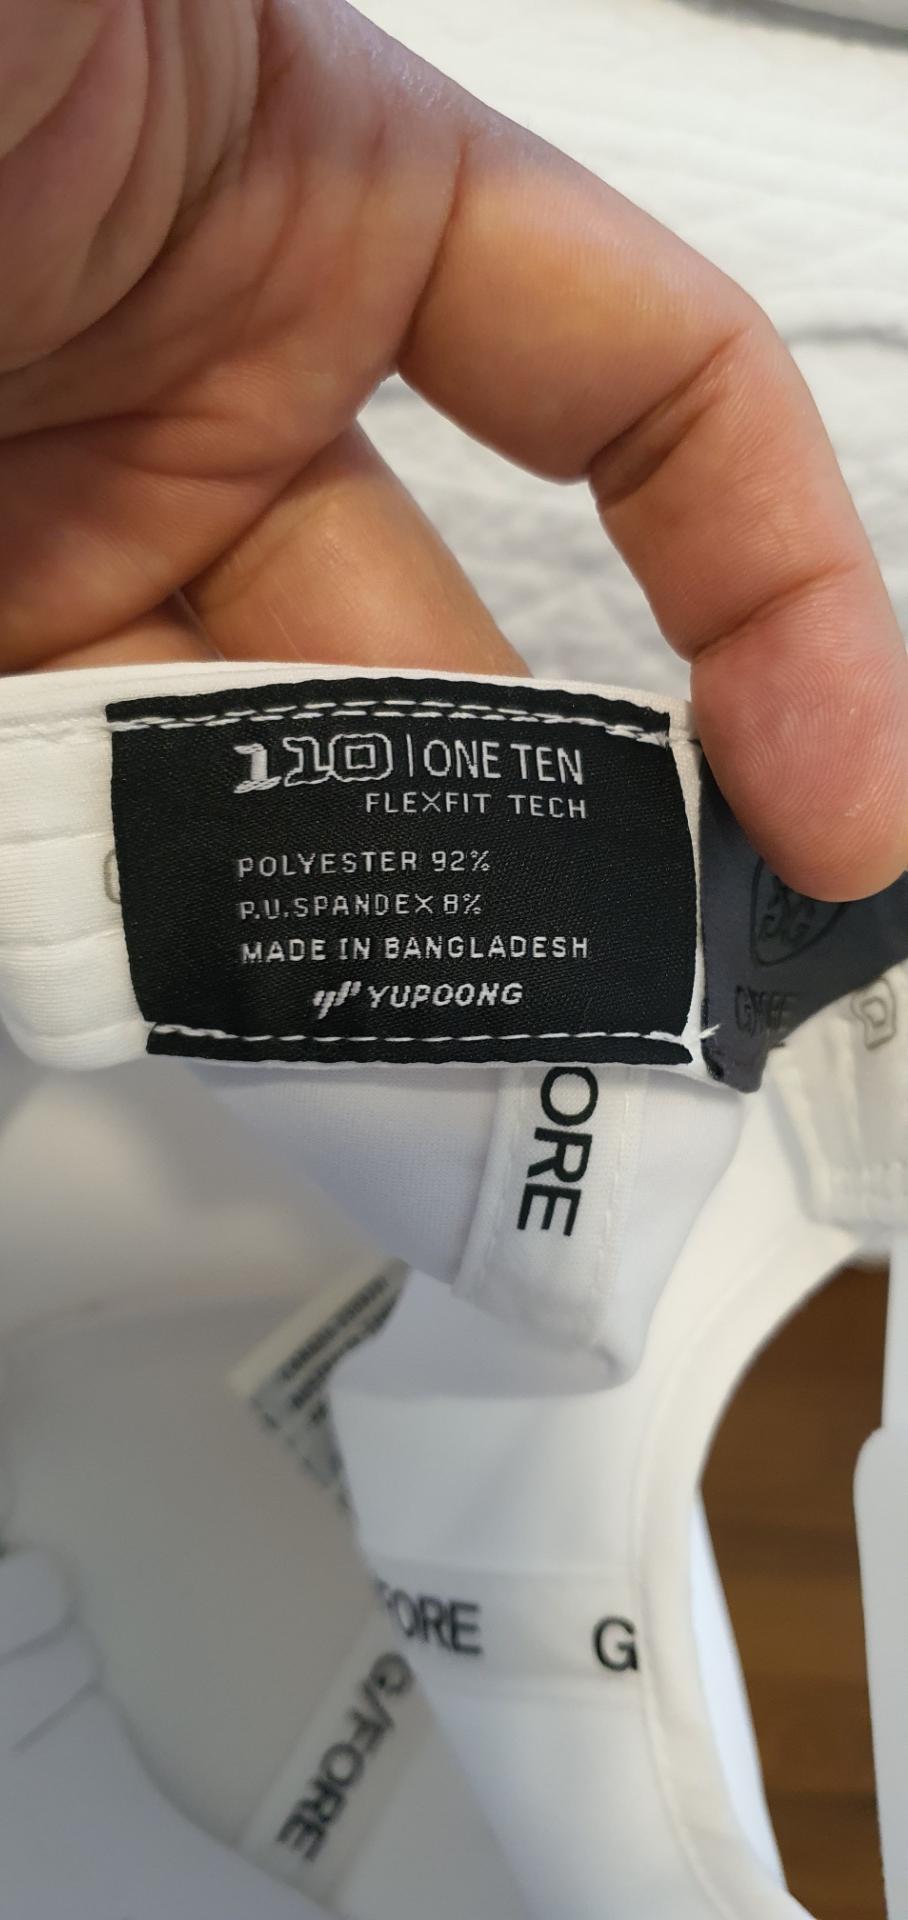 110 | ONE TEN
FLEXFIT TECH
POLYESTER 92%
P.U.SPANDEX 8%
MADE IN BANGLADESH
YUPOONG
ORE
ORE G
G/FORE